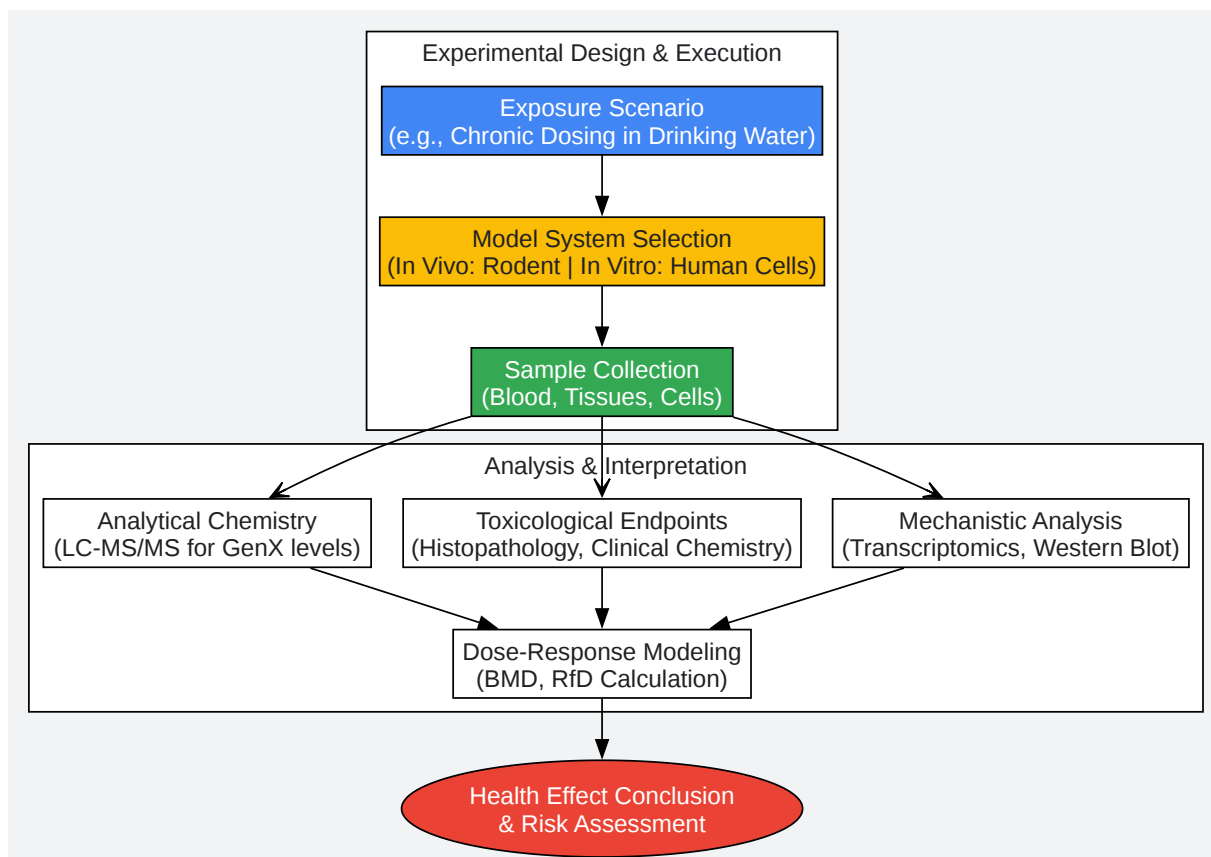 Experimental Design & Execution
Exposure Scenario
(e.g., Chronic Dosing in Drinking Water)
Model System Selection
(In Vivo: Rodent | In Vitro: Human Cells)
Sample Collection
(Blood, Tissues, Cells)
Analysis & Interpretation
Analytical Chemistry
(LC-MS/MS for GenX levels)
Toxicological Endpoints
(Histopathology, Clinical Chemistry)
Mechanistic Analysis
(Transcriptomics, Western Blot)
Dose-Response Modeling
(BMD, RfD Calculation)
Health Effect Conclusion
& Risk Assessment